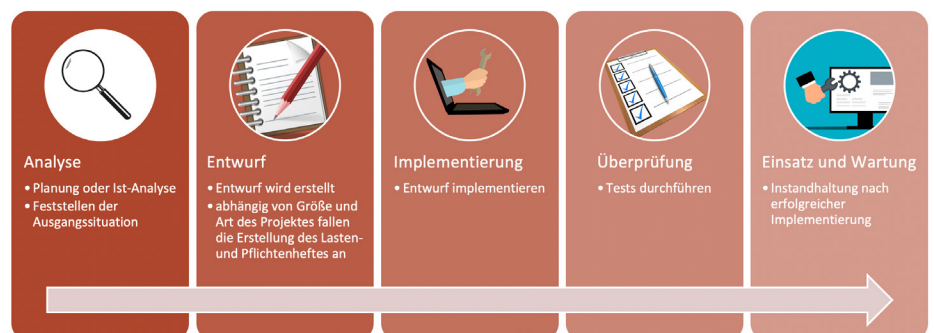 Analyse
• Planung oder Ist-Analyse
• Feststellen der
Ausgangssituation
Entwurf
• Entwurf wird erstellt
• abhängig von Größe und
Art des Projektes fallen
die Erstellung des Lasten-
und Pflichtenheftes an
Implementierung
• Entwurf implementieren
Überprüfung
• Tests durchführen
Einsatz und Wartung
• Instandhaltung nach
erfolgreicher
Implementierung